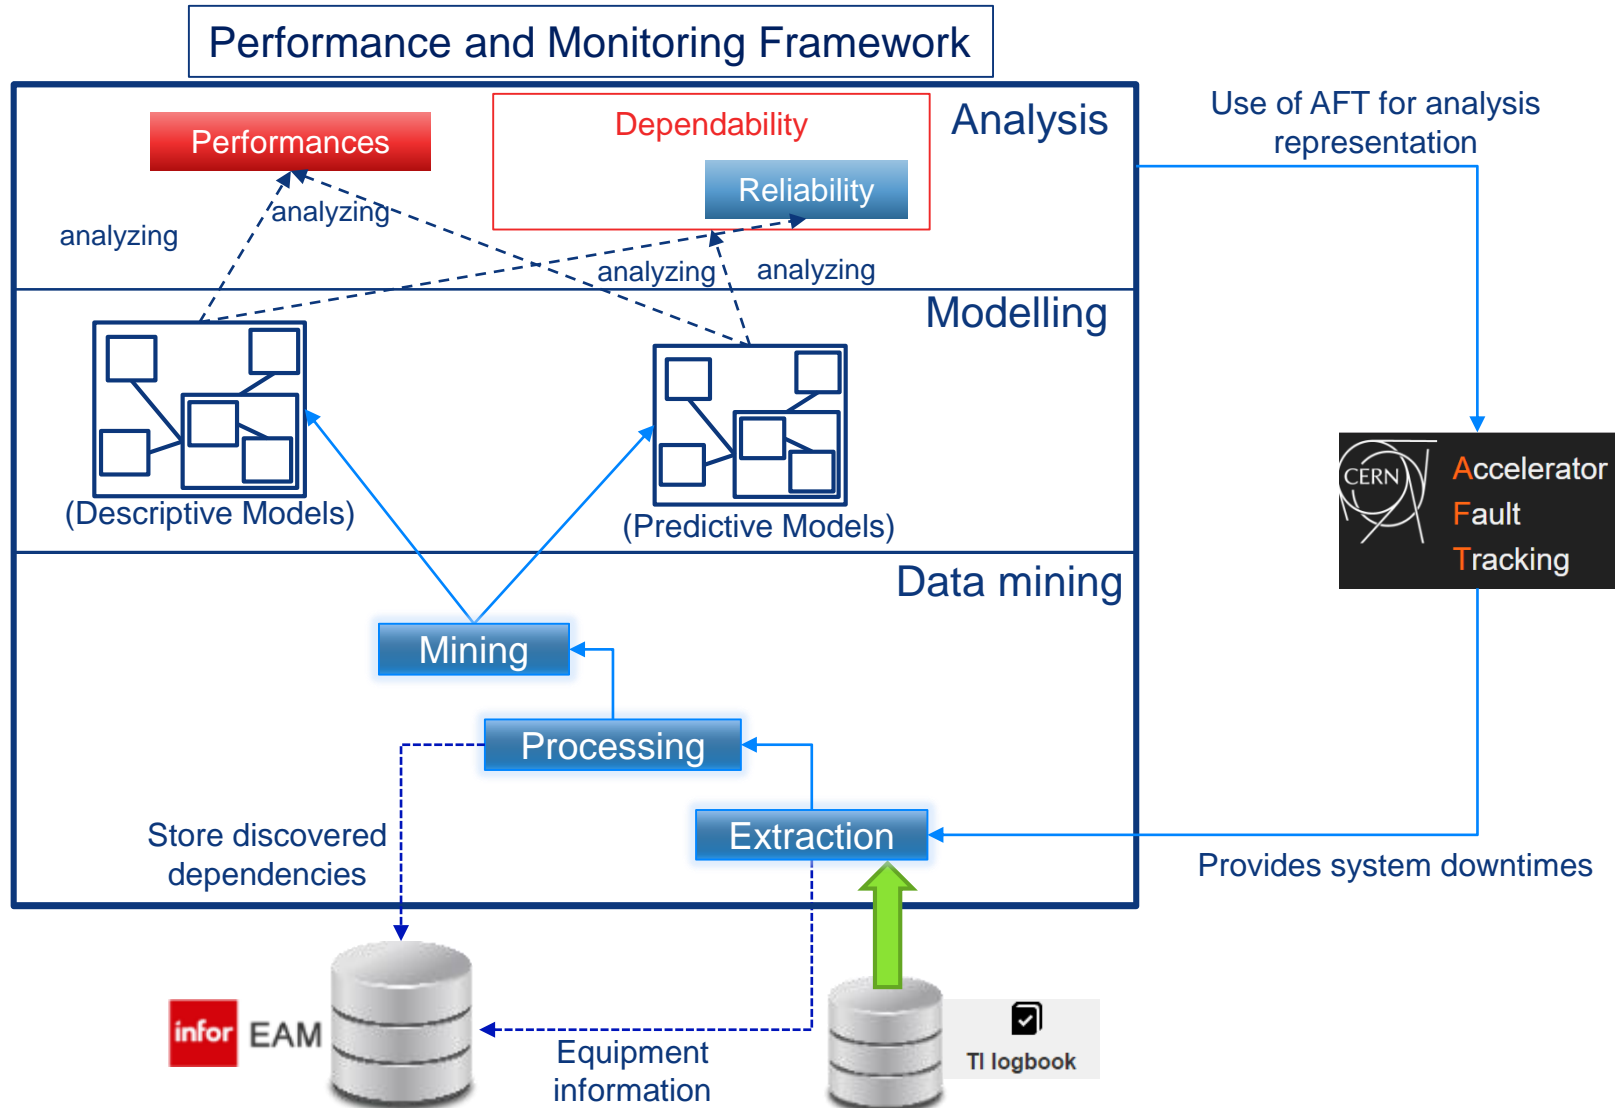 Performance and Monitoring Framework
Analysis
Performances
Dependability
Reliability
analyzing
analyzing
analyzing
analyzing
Use of AFT for analysis
representation
Modelling
(Descriptive Models)
(Predictive Models)
CERN
Accelerator
Fault
Tracking
Data mining
Mining
Processing
Extraction
Store discovered
dependencies
Provides system downtimes
infor EAM
Equipment
information
TI logbook